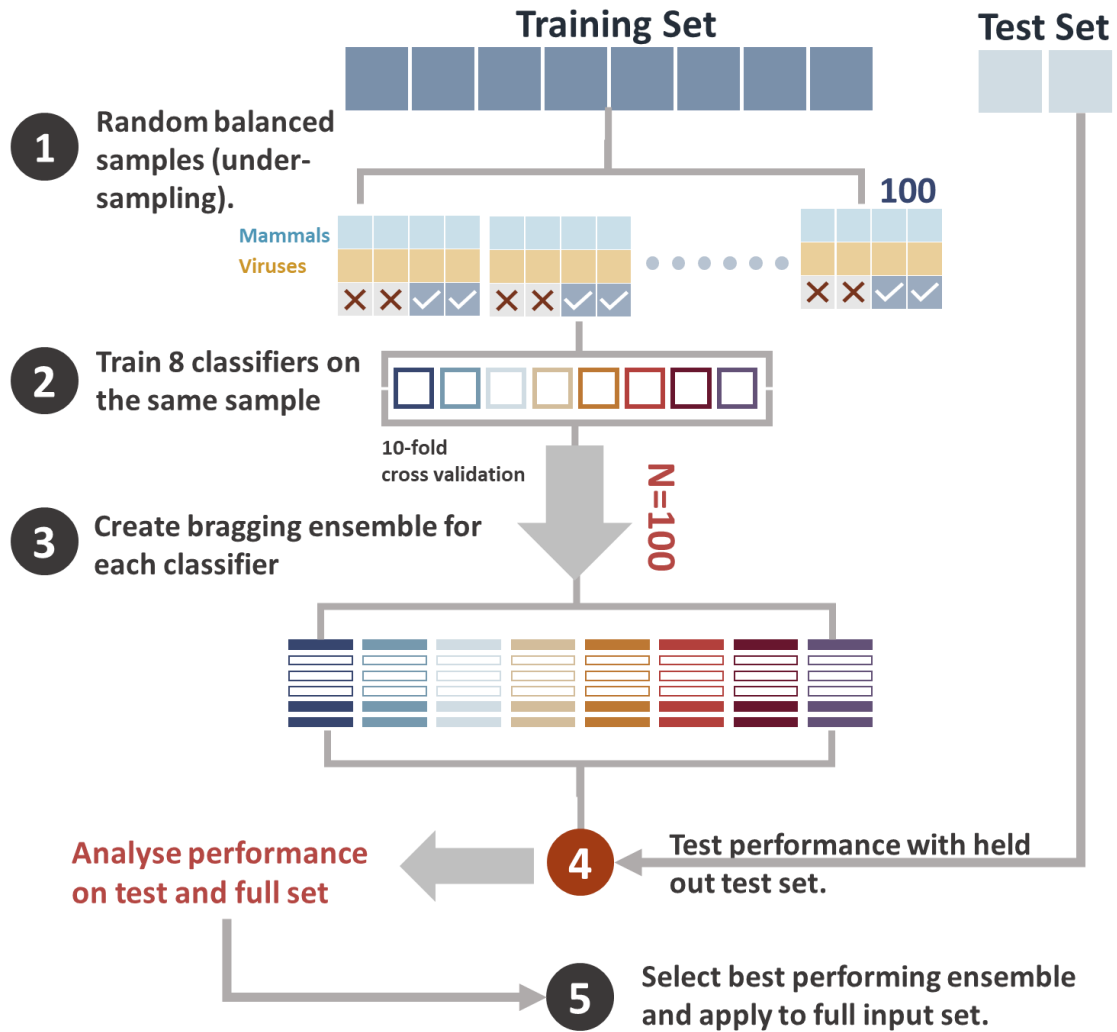 Training Set
Test Set
1
Random balanced
samples (under-
sampling).
100
Mammals
Viruses
2
Train 8 classifiers on
the same sample
10-fold
cross validation
N=100
3
Create bragging ensemble for
each classifier
Analyse performance
on test and full set
4
Test performance with held
out test set.
5
Select best performing ensemble
and apply to full input set.